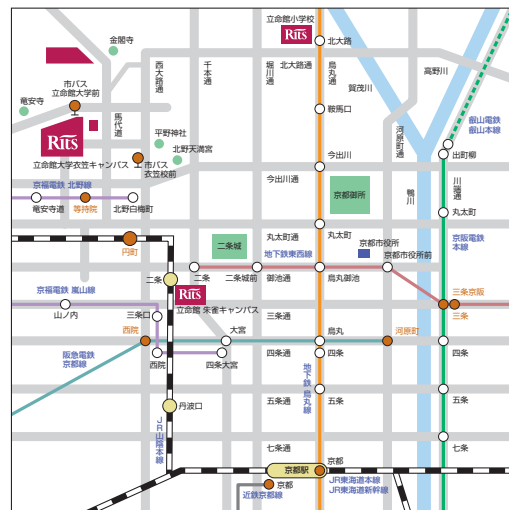 立命館小学校
Rits
北大路
金閣寺
西大路通
千本通
堀川通
北大路通
烏丸通
賀茂川
高野川
市バス
立命館大学前
竜安寺
馬代道
鞍馬口
河原町通
叡山電鉄
叡山本線
Rits
平野神社
北野天満宮
立命館大学衣笠キャンパス
市バス
衣笠校前
今出川
今出川通
出町柳
京福電鉄 北野線
京都御所
鴨川
川端通
竜安寺道
等持院
北野白梅町
丸太町
丸太町通
丸太町
円町
二条城
地下鉄東西線
京都市役所
京都市役所前
京阪電鉄
本線
二条
二条
二条城前
御池通
烏丸御池
京福電鉄 嵐山線
Rits
立命館 朱雀キャンパス
山ノ内
三条口
三条通
三条京阪
三条
西院
大宮
烏丸
河原町
阪急電鉄
京都線
西院
四条大宮
四条通
四条
四条
地下鉄 烏丸線
丹波口
五条通
五条
五条
JR山陰本線
七条通
七条
京都駅
京都
京都
近鉄京都線
JR東海道本線
JR東海道新幹線